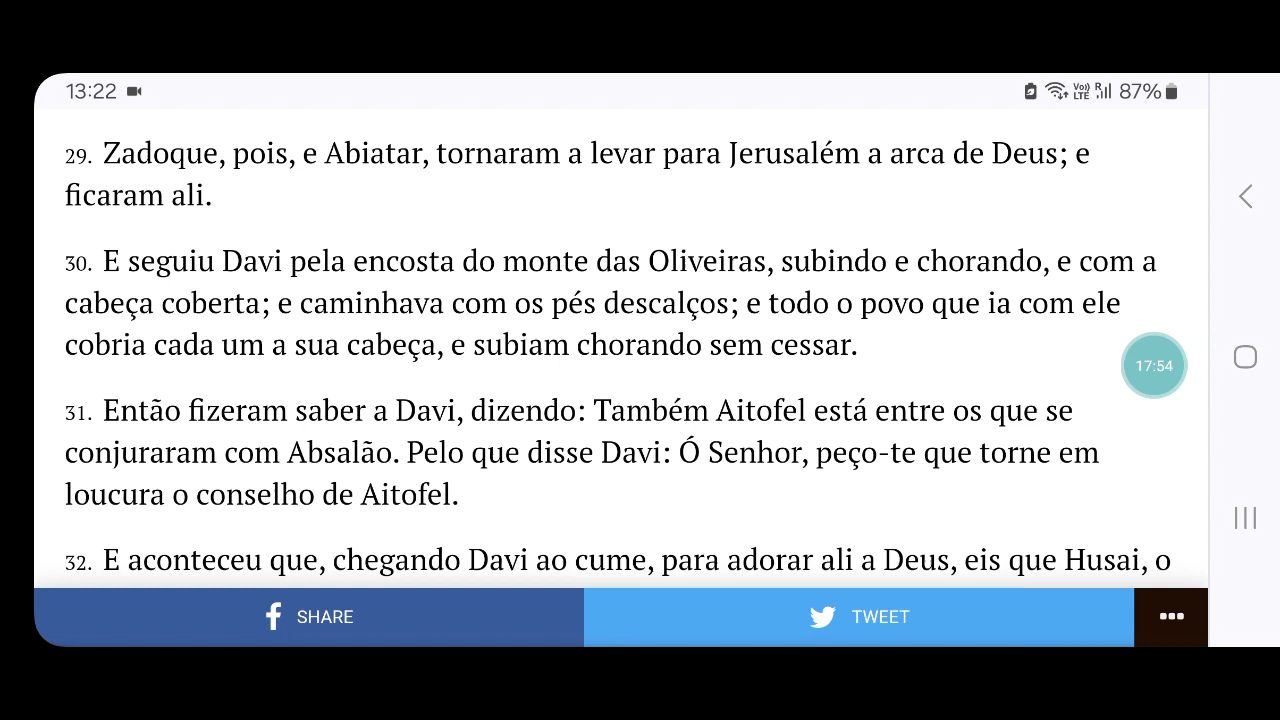 13:22
Vo))
LTE
R
87%
29. Zadoque, pois, e Abiatar, tornaram a levar para Jerusalém a arca de Deus; e
ficaram ali.
30. E seguiu Davi pela encosta do monte das Oliveiras, subindo e chorando, e com a
cabeça coberta; e caminhava com os pés descalços; e todo o povo que ia com ele
cobria cada um a sua cabeça, e subiam chorando sem cessar.
17:54
31. Então fizeram saber a Davi, dizendo: Também Aitofel está entre os que se
conjuraram com Absalão. Pelo que disse Davi: Ó Senhor, peço-te que torne em
loucura o conselho de Aitofel.
32. E aconteceu que, chegando Davi ao cume, para adorar ali a Deus, eis que Husai, o
SHARE
TWEET